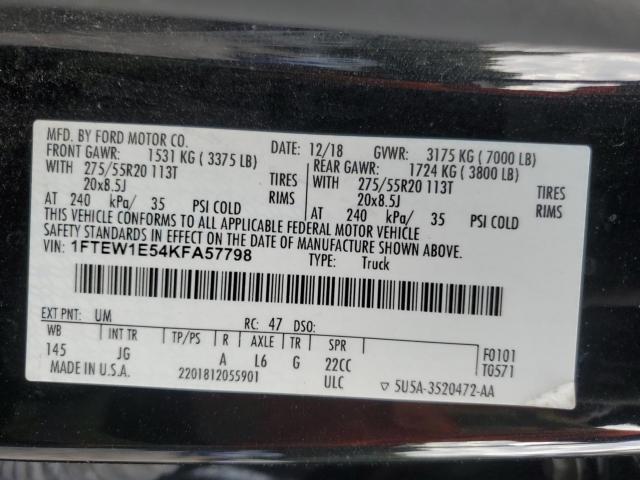 MFD. BY FORD MOTOR CO. DATE: 12/18 GVWR: 3175 KG ( 7000 LB)
FRONT GAWR: 1531 KG ( 3375 LB) REAR GAWR: 1724 KG ( 3800 LB)
WITH 275/55R20 113T TIRES WITH 275/55R20 113T TIRES
20x8.5J RIMS 20x8.5J RIMS
AT 240 kPa/ 35 PSI COLD AT 240 kPa/ 35 PSI COLD
THIS VEHICLE CONFORMS TO ALL APPLICABLE FEDERAL MOTOR VEHICLE
SAFETY STANDARDS IN EFFECT ON THE DATE OF MANUFACTURE SHOWN ABOVE.
VIN: 1FTEW1E54KFA57798 TYPE: Truck
EXT PNT: UM RC: 47 DSO:
WB INT TR TP/PS R AXLE TR SPR F0101
145 JG A L6 G 22CC T0571
MADE IN U.S.A. 2201812055901 ULC ▽ 5U5A-3520472-AA